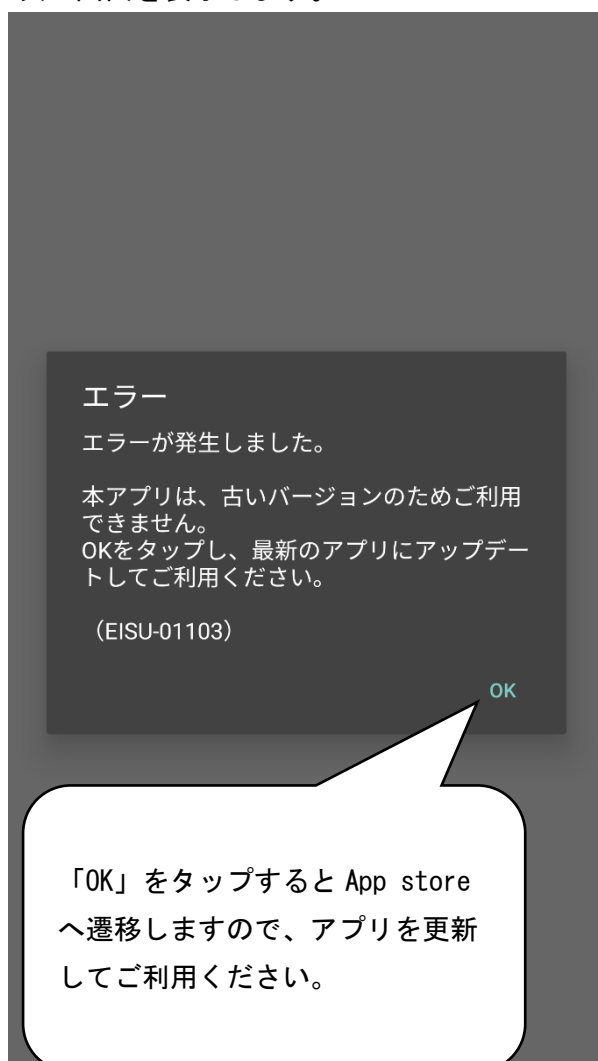 エラー
エラーが発生しました。
本アプリは、古いバージョンのためご利用
できません。
OKをタップし、最新のアプリにアップデー
トしてご利用ください。
（EISU-01103）
OK
「OK」をタップすると App store
へ遷移しますので、アプリを更新
してご利用ください。